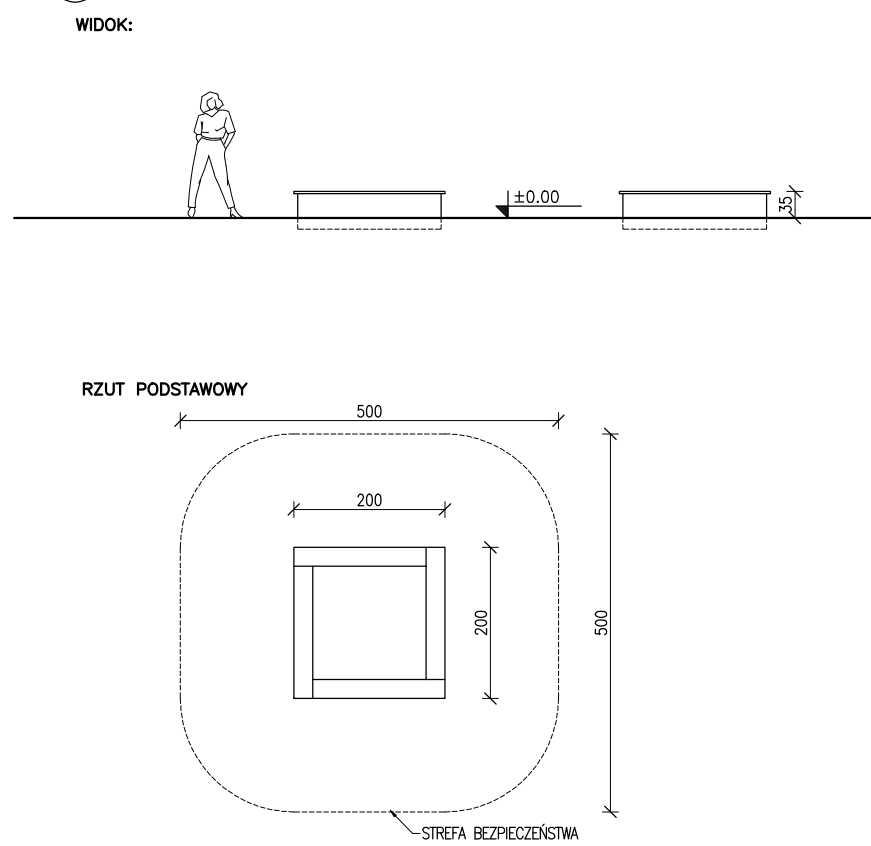 WIDOK:
±0.00
35
RZUT PODSTAWOWY
500
200
200
500
STREFA BEZPIECZEŃSTWA